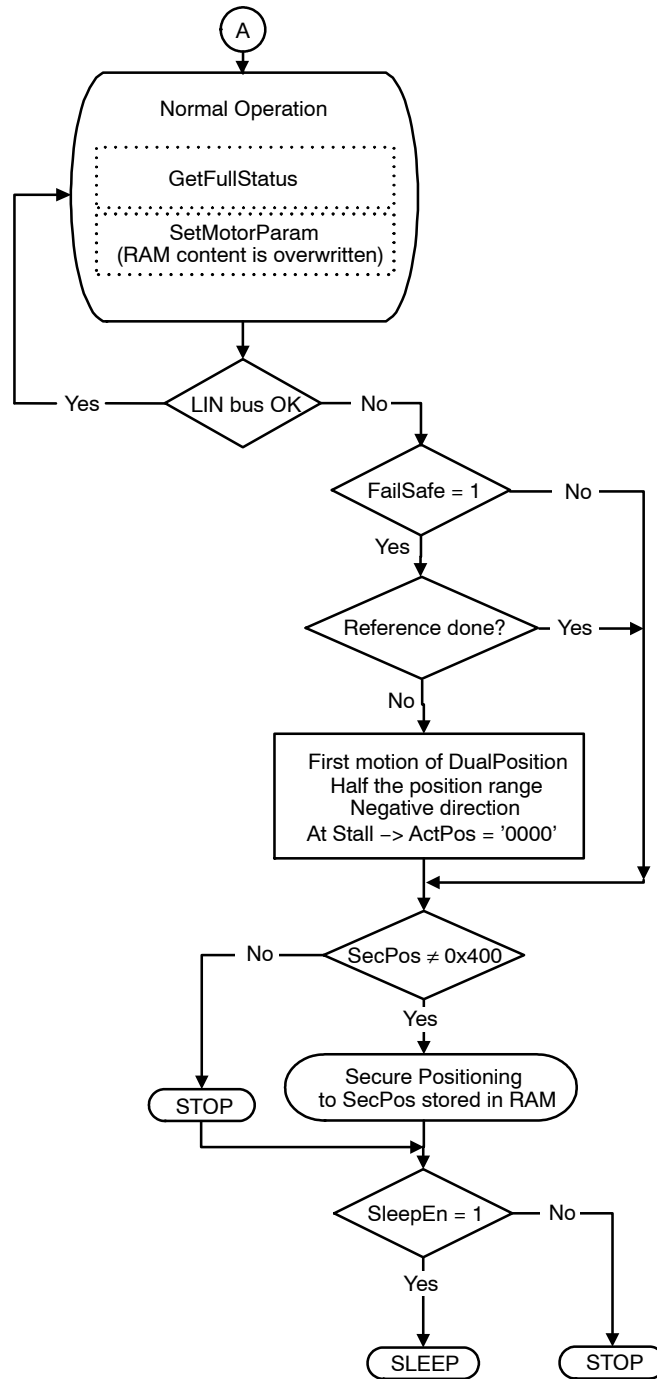 A
Normal Operation
GetFullStatus
SetMotorParam
(RAM content is overwritten)
Yes
LIN bus OK
No
FailSafe = 1
No
Yes
Reference done?
Yes
No
First motion of DualPosition
Half the position range
Negative direction
At Stall −> ActPos = '0000'
No
SecPos ≠ 0x400
Yes
Secure Positioning
to SecPos stored in RAM
STOP
SleepEn = 1
No
Yes
SLEEP
STOP